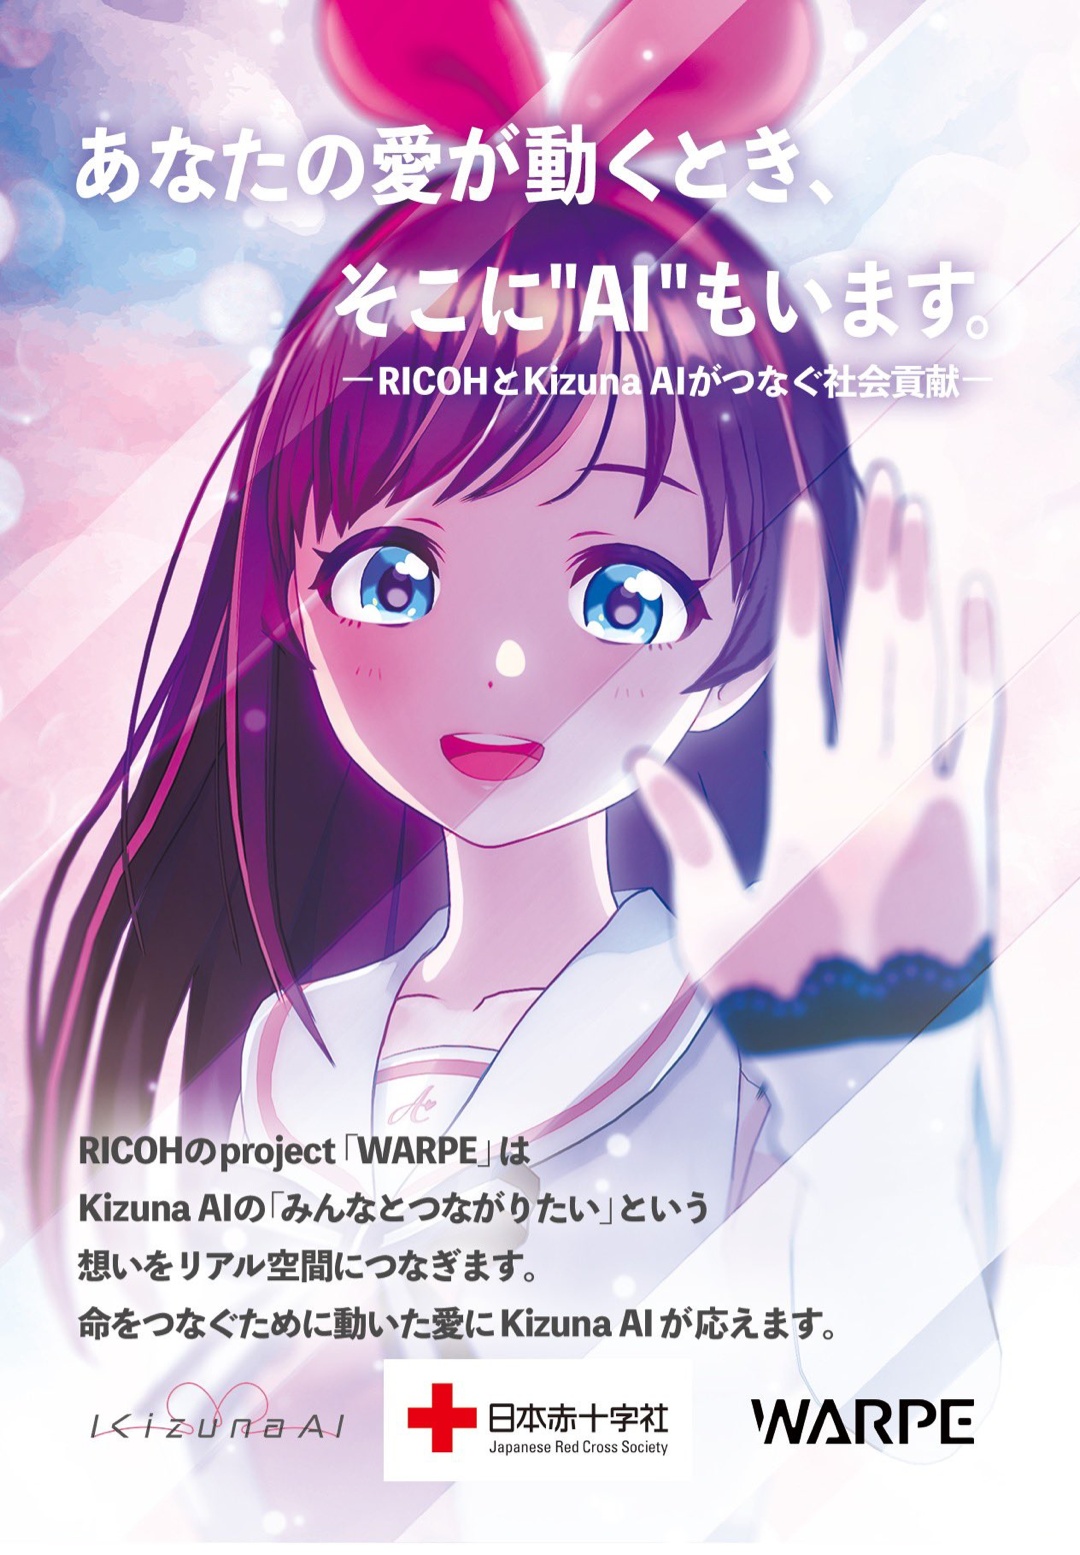 あなたの愛が動くとき、
そこに"AI"もいます。
―RICOHとKizuna AIがつなぐ社会貢献―
A
RICOHのproject「WARPE」は
Kizuna AIの「みんなとつながりたい」という
想いをリアル空間につなぎます。
命をつなぐために動いた愛にKizuna AIが応えます。
KizunaAI
日本赤十字社
Japanese Red Cross Society
WARPE